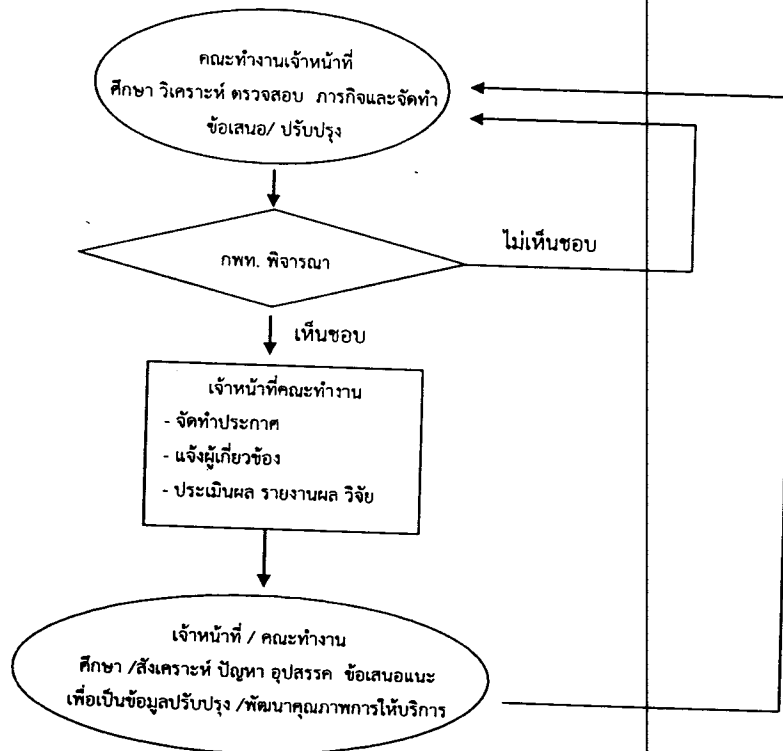 คณะทำงานเจ้าหน้าที่
ศึกษา วิเคราะห์ ตรวจสอบ ภารกิจและจัดทำ
ข้อเสนอ/ ปรับปรุง
กพท. พิจารณา
ไม่เห็นชอบ
เห็นชอบ
เจ้าหน้าที่คณะทำงาน
- จัดทำประกาศ
- แจ้งผู้เกี่ยวข้อง
- ประเมินผล รายงานผล วิจัย
เจ้าหน้าที่ / คณะทำงาน
ศึกษา /สังเคราะห์ ปัญหา อุปสรรค ข้อเสนอแนะ
เพื่อเป็นข้อมูลปรับปรุง /พัฒนาคุณภาพการให้บริการ